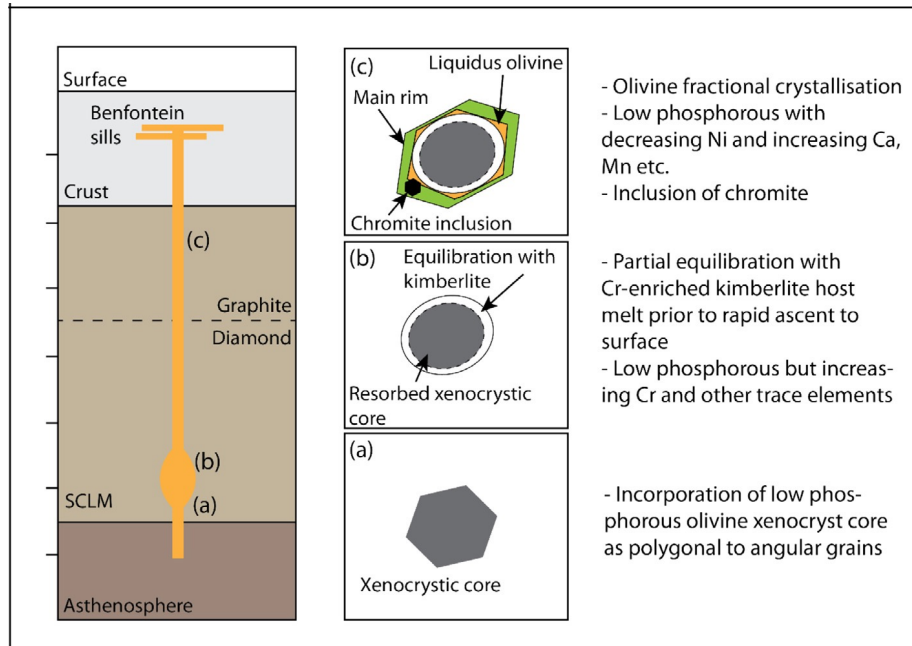 Surface
Benfontein
sills
Crust
(c)
Graphite
Diamond
(b)
(a)
SCLM
Asthenosphere
(c)
Liquidus olivine
Main rim
Chromite inclusion
- Olivine fractional crystallisation
- Low phosphorous with
decreasing Ni and increasing Ca,
Mn etc.
- Inclusion of chromite
(b)
Equilibration with
kimberlite
Resorbed xenocrystic
core
- Partial equilibration with
Cr-enriched kimberlite host
melt prior to rapid ascent to
surface
- Low phosphorous but increas-
ing Cr and other trace elements
(a)
Xenocrystic core
- Incorporation of low phos-
phorous olivine xenocryst core
as polygonal to angular grains